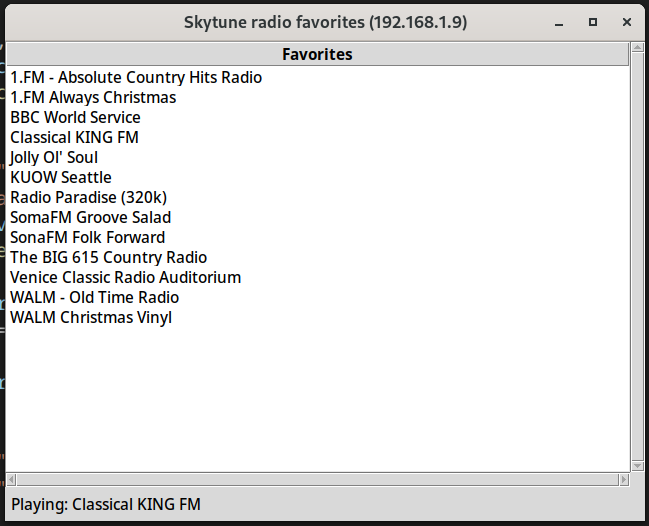 Skytune radio favorites (192.168.1.9)
Favorites
1.FM - Absolute Country Hits Radio
1.FM Always Christmas
BBC World Service
Classical KING FM
Jolly Ol' Soul
KUOW Seattle
Radio Paradise (320k)
SomaFM Groove Salad
SonaFM Folk Forward
The BIG 615 Country Radio
Venice Classic Radio Auditorium
WALM - Old Time Radio
WALM Christmas Vinyl
Playing: Classical KING FM